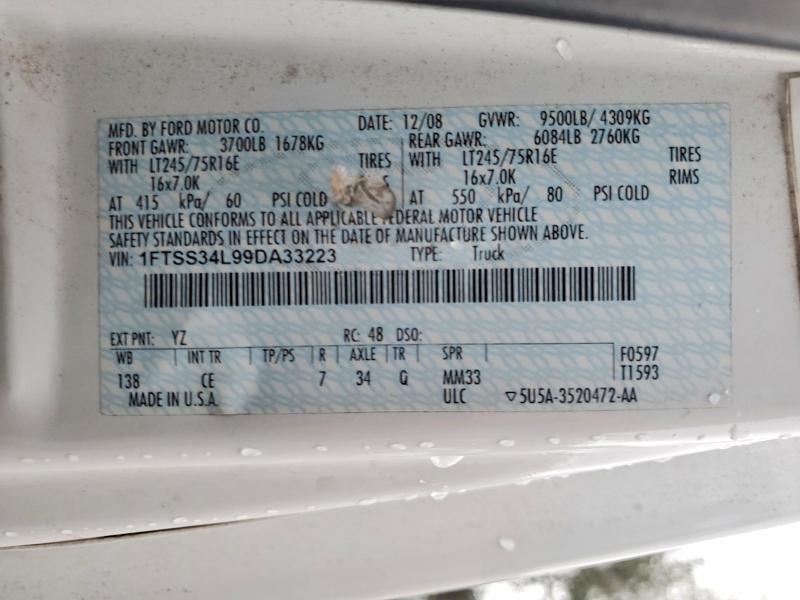 MFD. BY FORD MOTOR CO. DATE: 12/08 GVWR: 9500LB/ 4309KG
FRONT GAWR: 3700LB 1678KG REAR GAWR: 6084LB 2760KG
WITH LT245/75R16E TIRES WITH LT245/75R16E TIRES
16x7.0K S 16x7.0K RIMS
AT 415 kPa/ 60 PSI COLD AT 550 kPa/ 80 PSI COLD
THIS VEHICLE CONFORMS TO ALL APPLICABLE FEDERAL MOTOR VEHICLE
SAFETY STANDARDS IN EFFECT ON THE DATE OF MANUFACTURE SHOWN ABOVE.
VIN: 1FTSS34L99DA33223 TYPE: Truck
EXT PNT: YZ RC: 48 DSO:
WB INT TR TP/PS R AXLE TR SPR F0597
138 CE 7 34 Q MM33 T1593
MADE IN U.S.A. ULC ▽5U5A-3520472-AA